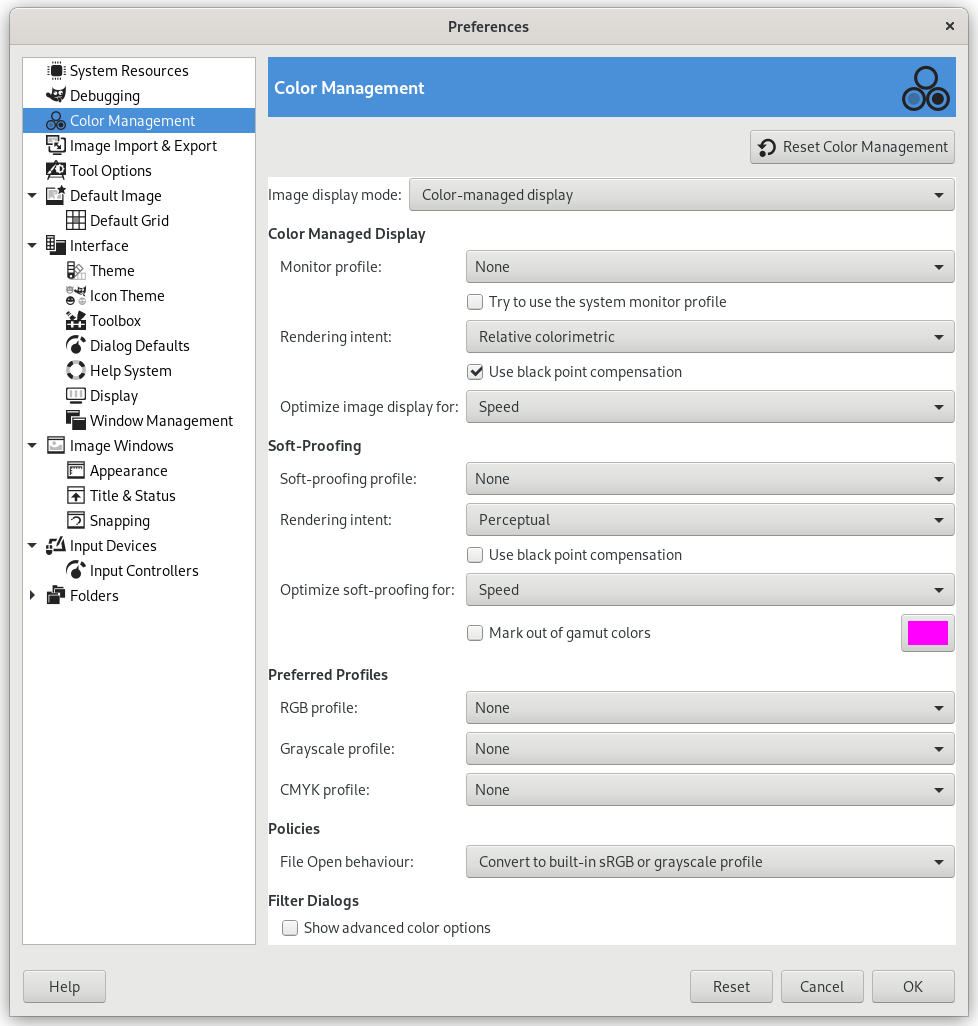 Preferences
System Resources
Debugging
Color Management
Image Import & Export
Tool Options
Default Image
Default Grid
Interface
Theme
Icon Theme
Toolbox
Dialog Defaults
Help System
Display
Window Management
Image Windows
Appearance
Title & Status
Snapping
Input Devices
Input Controllers
Folders
Color Management
Reset Color Management
Image display mode: Color-managed display
Color Managed Display
Monitor profile: None
Try to use the system monitor profile
Rendering intent: Relative colorimetric
Use black point compensation
Optimize image display for: Speed
Soft-Proofing
Soft-proofing profile: None
Rendering intent: Perceptual
Use black point compensation
Optimize soft-proofing for: Speed
Mark out of gamut colors
Preferred Profiles
RGB profile: None
Grayscale profile: None
CMYK profile: None
Policies
File Open behaviour: Convert to built-in sRGB or grayscale profile
Filter Dialogs
Show advanced color options
Help Reset Cancel OK